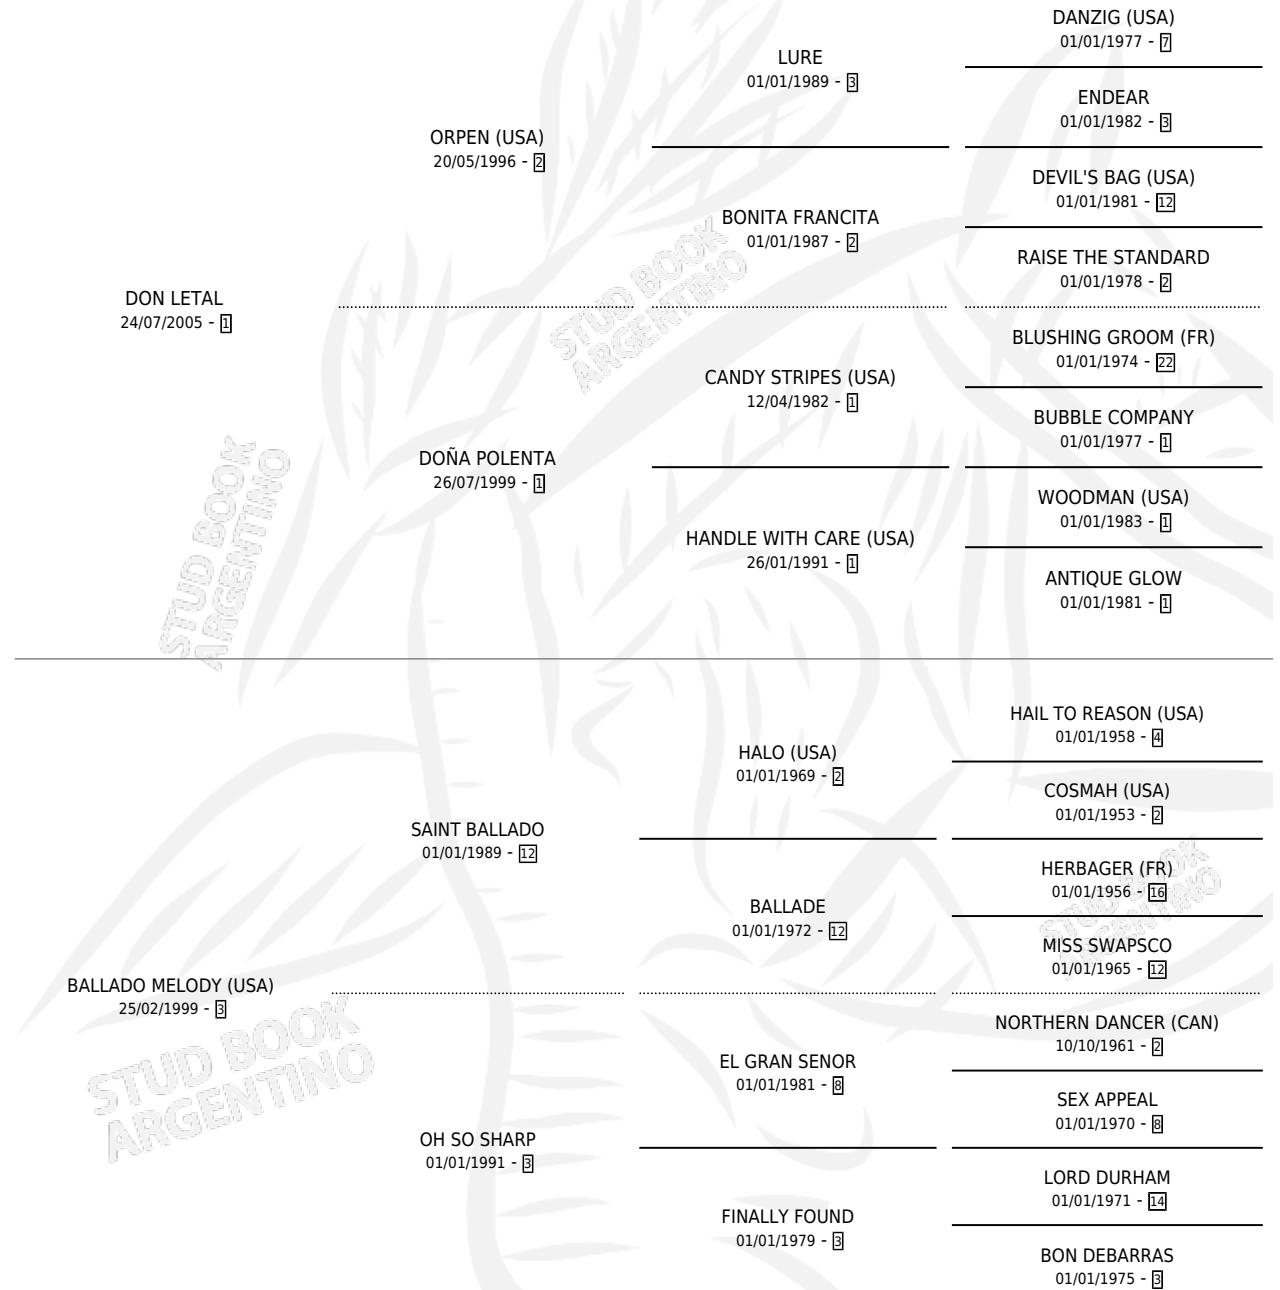 DANZIG (USA)
01/01/1977 - 7
LURE
01/01/1989 - 3
ENDEAR
01/01/1982 - 3
ORPEN (USA)
20/05/1996 - 2
DEVIL'S BAG (USA)
01/01/1981 - 12
BONITA FRANCITA
01/01/1987 - 2
RAISE THE STANDARD
01/01/1978 - 2
DON LETAL
24/07/2005 - 1
BLUSHING GROOM (FR)
01/01/1974 - 22
CANDY STRIPES (USA)
12/04/1982 - 1
BUBBLE COMPANY
01/01/1977 - 1
DOÑA POLENTA
26/07/1999 - 1
WOODMAN (USA)
01/01/1983 - 1
HANDLE WITH CARE (USA)
26/01/1991 - 1
ANTIQUE GLOW
01/01/1981 - 1
HAIL TO REASON (USA)
01/01/1958 - 4
HALO (USA)
01/01/1969 - 2
COSMAH (USA)
01/01/1953 - 2
SAINT BALLADO
01/01/1989 - 12
HERBAGER (FR)
01/01/1956 - 16
BALLADE
01/01/1972 - 12
MISS SWAPSCO
01/01/1965 - 12
BALLADO MELODY (USA)
25/02/1999 - 3
NORTHERN DANCER (CAN)
10/10/1961 - 2
EL GRAN SENOR
01/01/1981 - 8
SEX APPEAL
01/01/1970 - 8
OH SO SHARP
01/01/1991 - 3
LORD DURHAM
01/01/1971 - 14
FINALLY FOUND
01/01/1979 - 3
BON DEBARRAS
01/01/1975 - 3
STUD BOOK
ARGENTINO
STUD BOOK
ARGENTINO
STUD BOOK
ARGENTINO
STUD BOOK
ARGENTINO